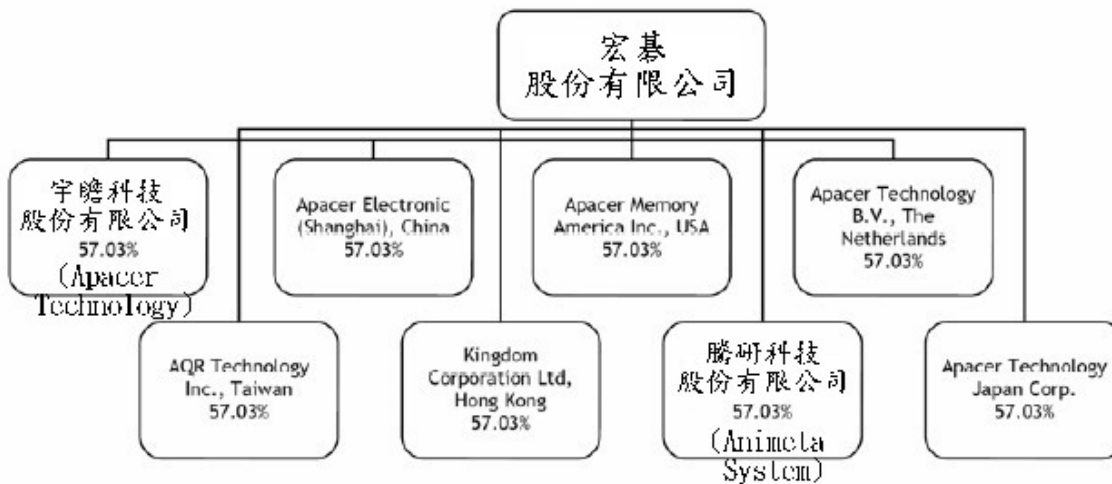 宏碁
股份有限公司
宇瞻科技
股份有限公司
57.03%
(Apacer
Technology)
Apacer Electronic
(Shanghai), China
57.03%
Apacer Memory
America Inc., USA
57.03%
Apacer Technology
B.V., The
Netherlands
57.03%
AQR Technology
Inc., Taiwan
57.03%
Kingdom
Corporation Ltd,
Hong Kong
57.03%
騰研科技
股份有限公司
57.03%
(Animeta
System)
Apacer Technology
Japan Corp.
57.03%